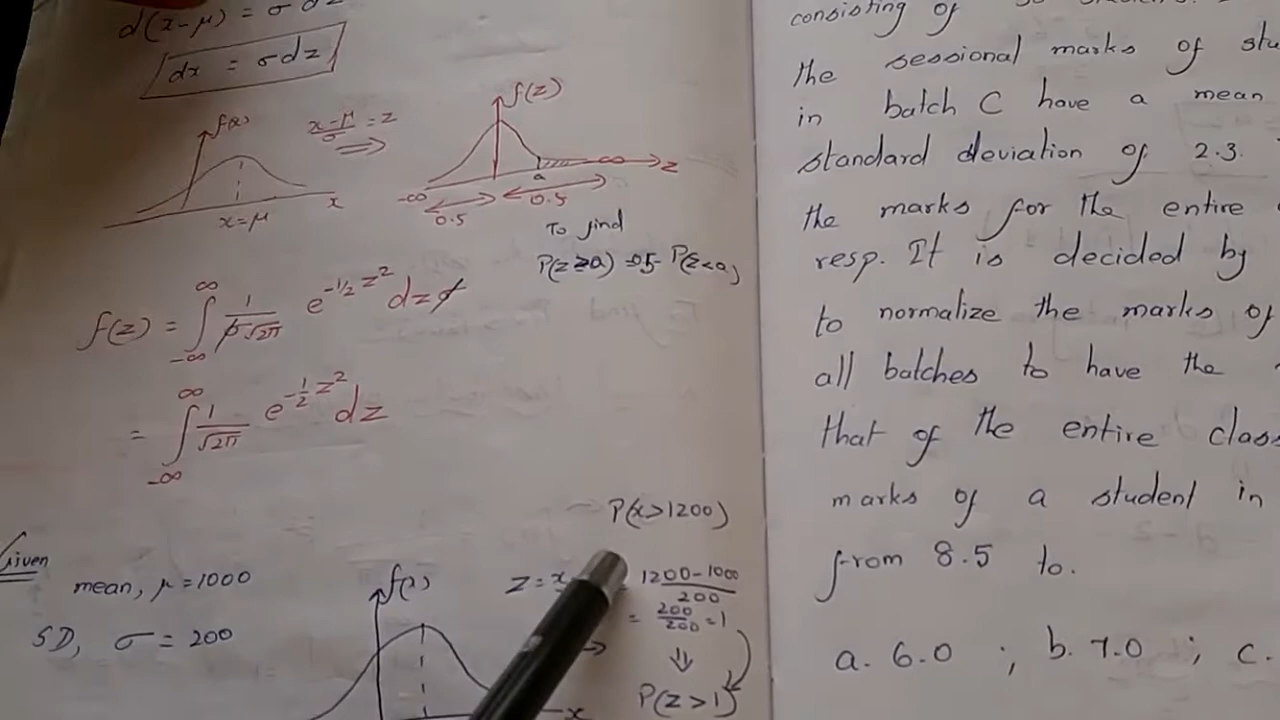 d(x-μ) = σ dz
dx = σdz
f(x)
x-μ/σ = z
⇒
f(z)
x=μ
x
-∞
0.5
0.5
a
∞
z
To find
P(z≥a) = 0.5 - P(z<a)
f(z) = ∫_{-∞}^{∞} 1/σ√2π e^{-1/2 z²} dz σ
= ∫_{-∞}^{∞} 1/√2π e^{-1/2 z²} dz
P(x>1200)
Given
mean, μ = 1000
SD, σ = 200
f(x)
z = x
1200-1000/200
= 200/200 = 1
⇓
P(z>1)
x
consisting of
the sessional marks of stu
in batch C have a mean
standard deviation of 2.3.
the marks for the entire
resp. It is decided by
to normalize the marks of
all batches to have the
that of the entire clas
marks of a student in
from 8.5 to.
a. 6.0 ; b. 7.0 ; c.